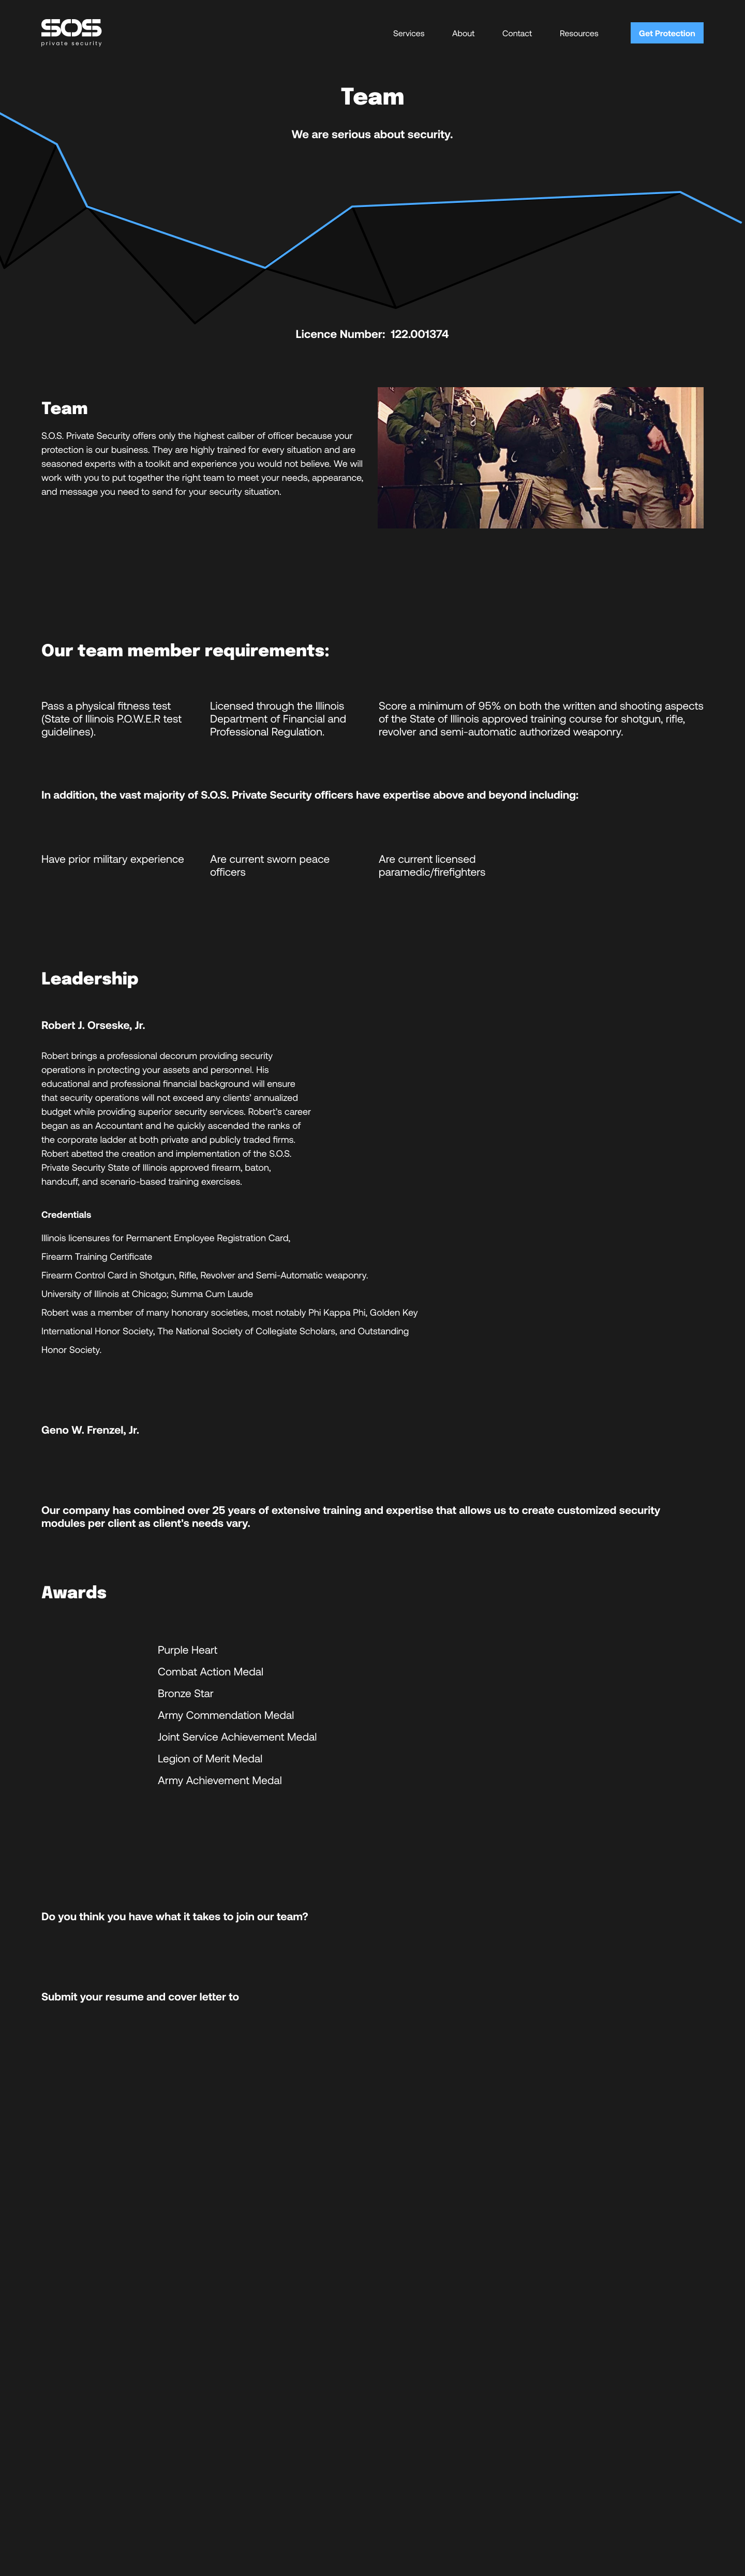 SOS
private security
Services About Contact Resources Get Protection
Team
We are serious about security.
Licence Number: 122.001374
Team
S.O.S. Private Security offers only the highest caliber of officer because your
protection is our business. They are highly trained for every situation and are
seasoned experts with a toolkit and experience you would not believe. We will
work with you to put together the right team to meet your needs, appearance,
and message you need to send for your security situation.
Our team member requirements:
Pass a physical fitness test
(State of Illinois P.O.W.E.R test
guidelines).
Licensed through the Illinois
Department of Financial and
Professional Regulation.
Score a minimum of 95% on both the written and shooting aspects
of the State of Illinois approved training course for shotgun, rifle,
revolver and semi-automatic authorized weaponry.
In addition, the vast majority of S.O.S. Private Security officers have expertise above and beyond including:
Have prior military experience
Are current sworn peace
officers
Are current licensed
paramedic/firefighters
Leadership
Robert J. Orseske, Jr.
Robert brings a professional decorum providing security
operations in protecting your assets and personnel. His
educational and professional financial background will ensure
that security operations will not exceed any clients' annualized
budget while providing superior security services. Robert's career
began as an Accountant and he quickly ascended the ranks of
the corporate ladder at both private and publicly traded firms.
Robert abetted the creation and implementation of the S.O.S.
Private Security State of Illinois approved firearm, baton,
handcuff, and scenario-based training exercises.
Credentials
Illinois licensures for Permanent Employee Registration Card,
Firearm Training Certificate
Firearm Control Card in Shotgun, Rifle, Revolver and Semi-Automatic weaponry.
University of Illinois at Chicago; Summa Cum Laude
Robert was a member of many honorary societies, most notably Phi Kappa Phi, Golden Key
International Honor Society, The National Society of Collegiate Scholars, and Outstanding
Honor Society.
Geno W. Frenzel, Jr.
Our company has combined over 25 years of extensive training and expertise that allows us to create customized security
modules per client as client's needs vary.
Awards
Purple Heart
Combat Action Medal
Bronze Star
Army Commendation Medal
Joint Service Achievement Medal
Legion of Merit Medal
Army Achievement Medal
Do you think you have what it takes to join our team?
Submit your resume and cover letter to